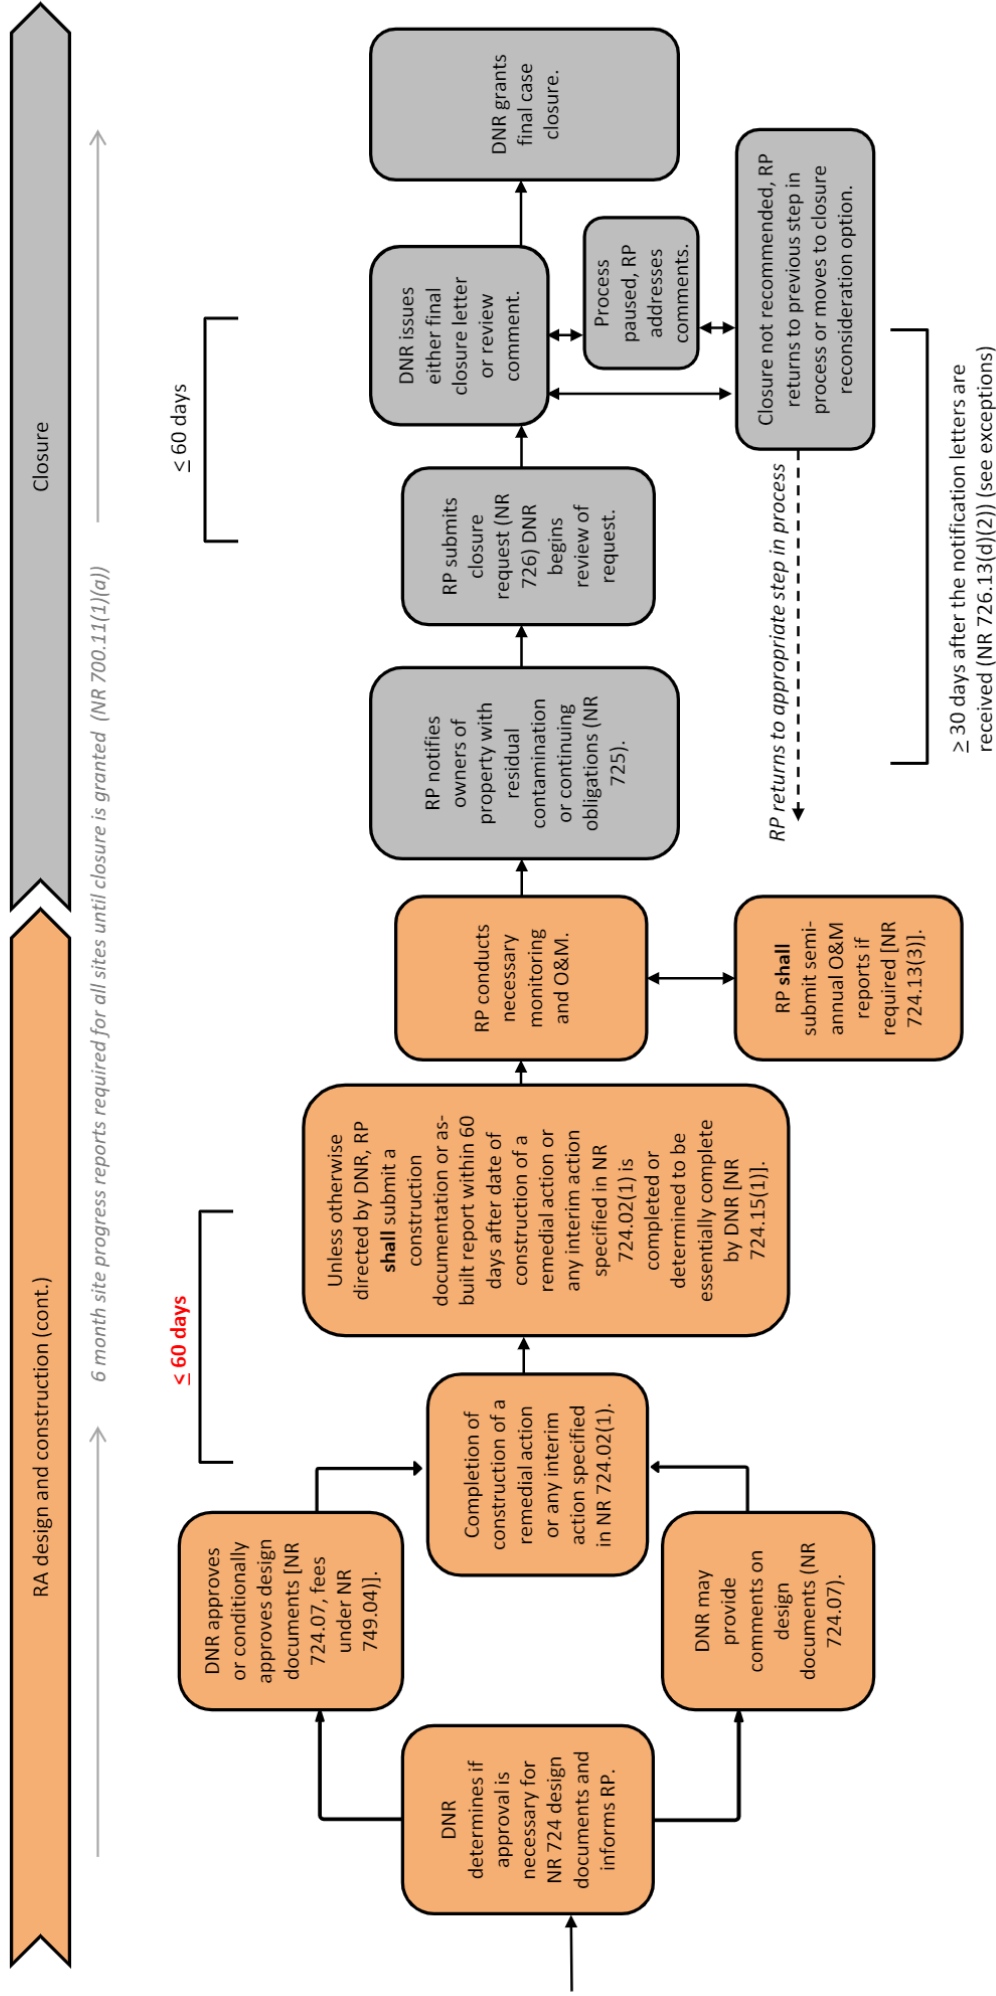 RA design and construction (cont.)
Closure
6 month site progress reports required for all sites until closure is granted  (NR 700.11(1)(a))
≤ 60 days
≤ 60 days
DNR
determines if
approval is
necessary for
NR 724 design
documents and
informs RP.
DNR approves
or conditionally
approves design
documents [NR
724.07, fees
under NR
749.04)].
DNR may
provide
comments on
design
documents (NR
724.07).
Completion of
construction of a
remedial action
or any interim
action specified
in NR 724.02(1).
Unless otherwise
directed by DNR, RP
shall submit a
construction
documentation or as-
built report within 60
days after date of
construction of a
remedial action or
any interim action
specified in NR
724.02(1) is
completed or
determined to be
essentially complete
by DNR [NR
724.15(1)].
RP conducts
necessary
monitoring
and O&M.
RP shall
submit semi-
annual O&M
reports if
required [NR
724.13(3)].
RP notifies
owners of
property with
residual
contamination
or continuing
obligations (NR
725).
RP submits
closure
request (NR
726) DNR
begins
review of
request.
DNR issues
either final
closure letter
or review
comment.
DNR grants
final case
closure.
Process
paused, RP
addresses
comments.
Closure not recommended, RP
returns to previous step in
process or moves to closure
reconsideration option.
RP returns to appropriate step in process
≥ 30 days after the notification letters are
received (NR 726.13(d)(2)) (see exceptions)